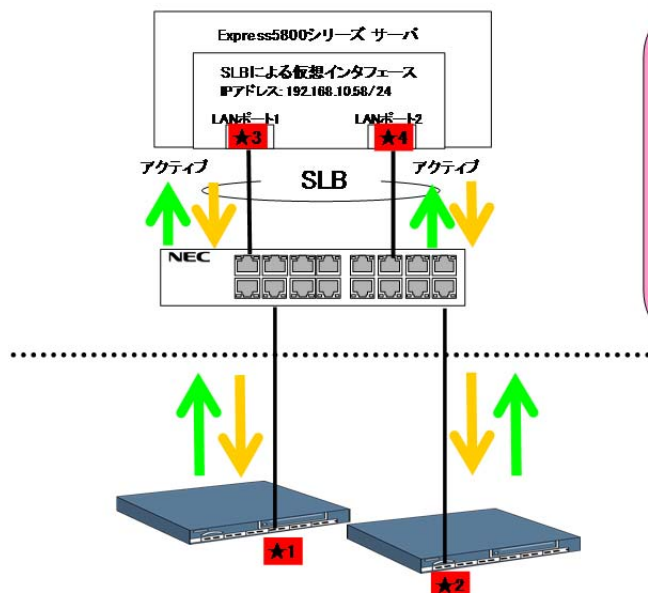 Express5800シリーズ サーバ
SLBによる仮想インタフェース
IPアドレス: 192.168.10.58/24
LANポート1 LANポート2
★3 ★4
アクティブ アクティブ
SLB
NEC
★1
★2